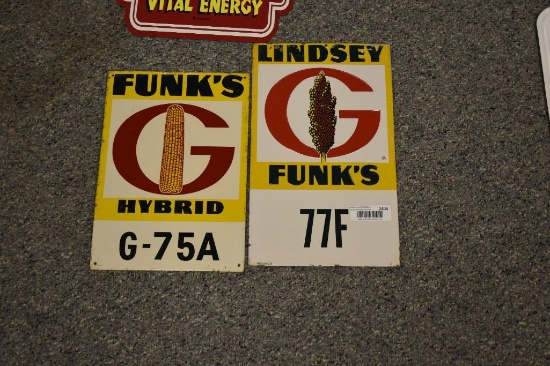 VITAL ENERGY
FUNK'S
G
HYBRID
G-75A
LINDSEY
G
FUNK'S
77F